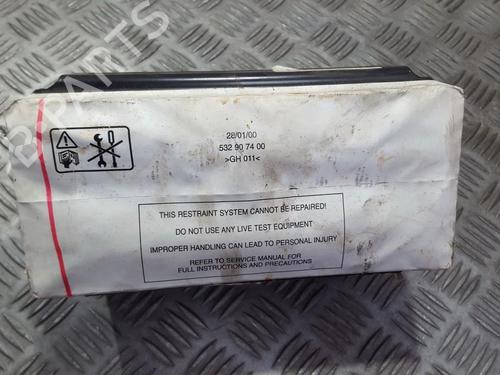 28/01/00
532 90 74 00
>GH 011<
THIS RESTRAINT SYSTEM CANNOT BE REPAIRED!
DO NOT USE ANY LIVE TEST EQUIPMENT
IMPROPER HANDLING CAN LEAD TO PERSONAL INJURY
REFER TO SERVICE MANUAL FOR
FULL INSTRUCTIONS AND PRECAUTIONS